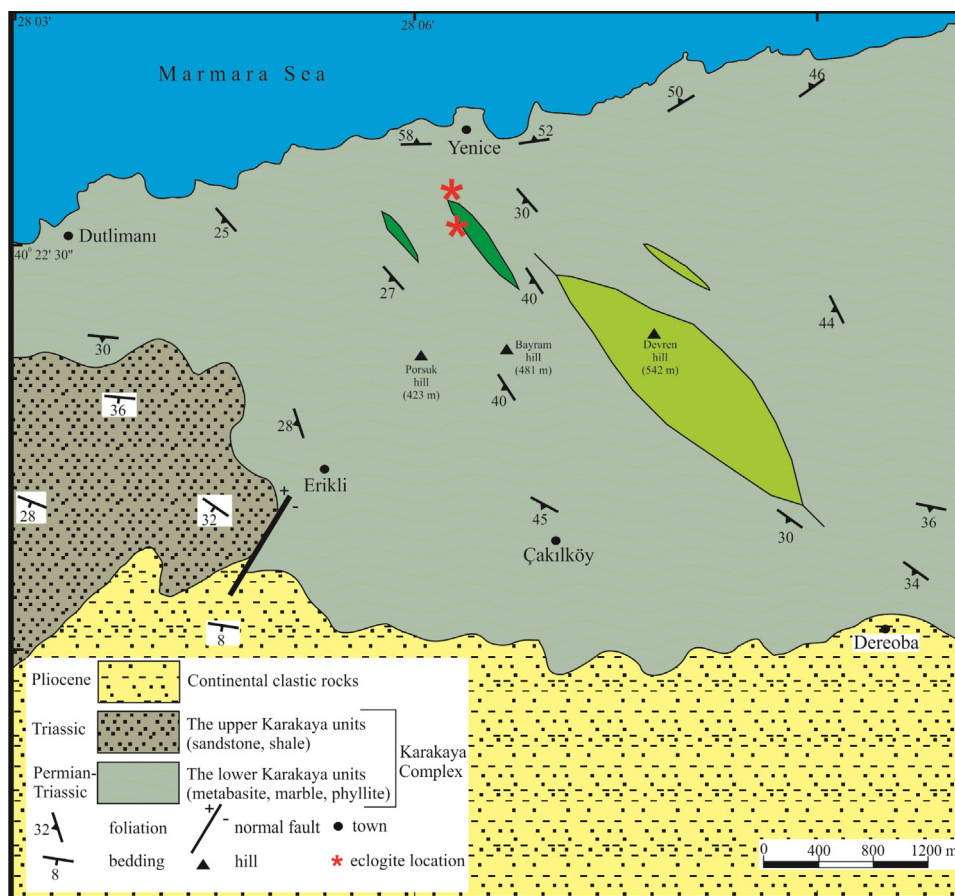 28 03'
28 06'
Marmara Sea
46
50
58
52
Yenice
30
25
Dutlimanı
40° 22' 30"
27
40
44
30
Porsuk
hill
(423 m)
Bayram
hill
(481 m)
Devren
hill
(542 m)
36
40
28
+
-
Erikli
28
32
45
Çakılköy
30
36
34
8
Dereoba
Pliocene
Continental clastic rocks
Triassic
The upper Karakaya units
(sandstone, shale)
Karakaya
Complex
Permian-
Triassic
The lower Karakaya units
(metabasite, marble, phyllite)
32
foliation
+
-
normal fault
town
8
bedding
hill
eclogite location
0 400 800 1200 m